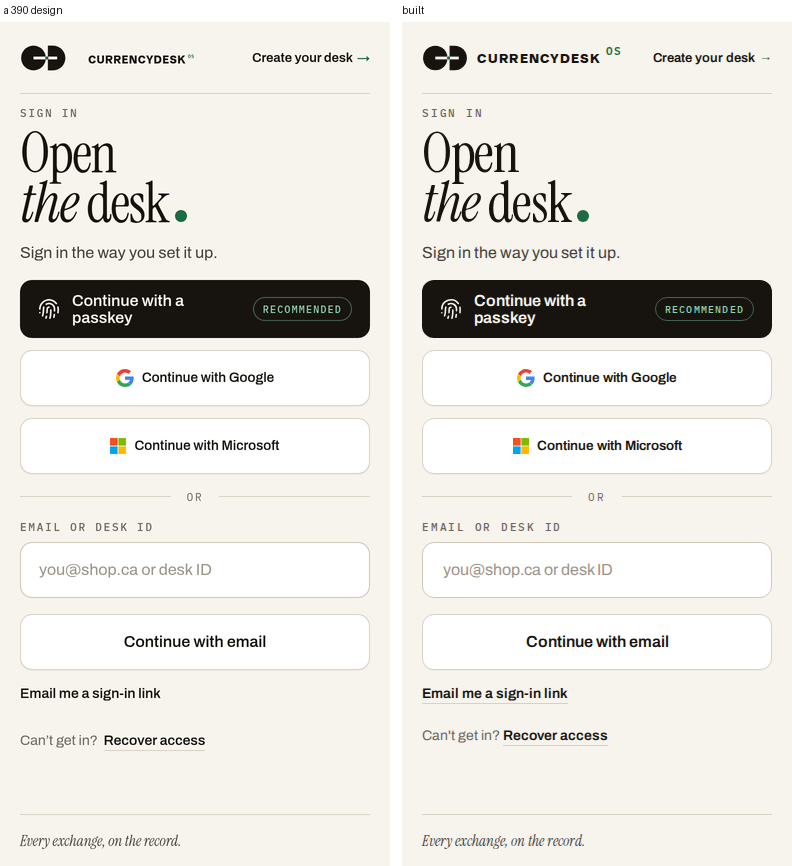 a 390 design
CURRENCYDESK OS
Create your desk →
SIGN IN
Open
the desk.
Sign in the way you set it up.
Continue with a
passkey
RECOMMENDED
Continue with Google
Continue with Microsoft
OR
EMAIL OR DESK ID
you@shop.ca or desk ID
Continue with email
Email me a sign-in link
Can’t get in? Recover access
Every exchange, on the record.
built
CURRENCYDESK OS
Create your desk →
SIGN IN
Open
the desk.
Sign in the way you set it up.
Continue with a
passkey
RECOMMENDED
Continue with Google
Continue with Microsoft
OR
EMAIL OR DESK ID
you@shop.ca or desk ID
Continue with email
Email me a sign-in link
Can't get in? Recover access
Every exchange, on the record.